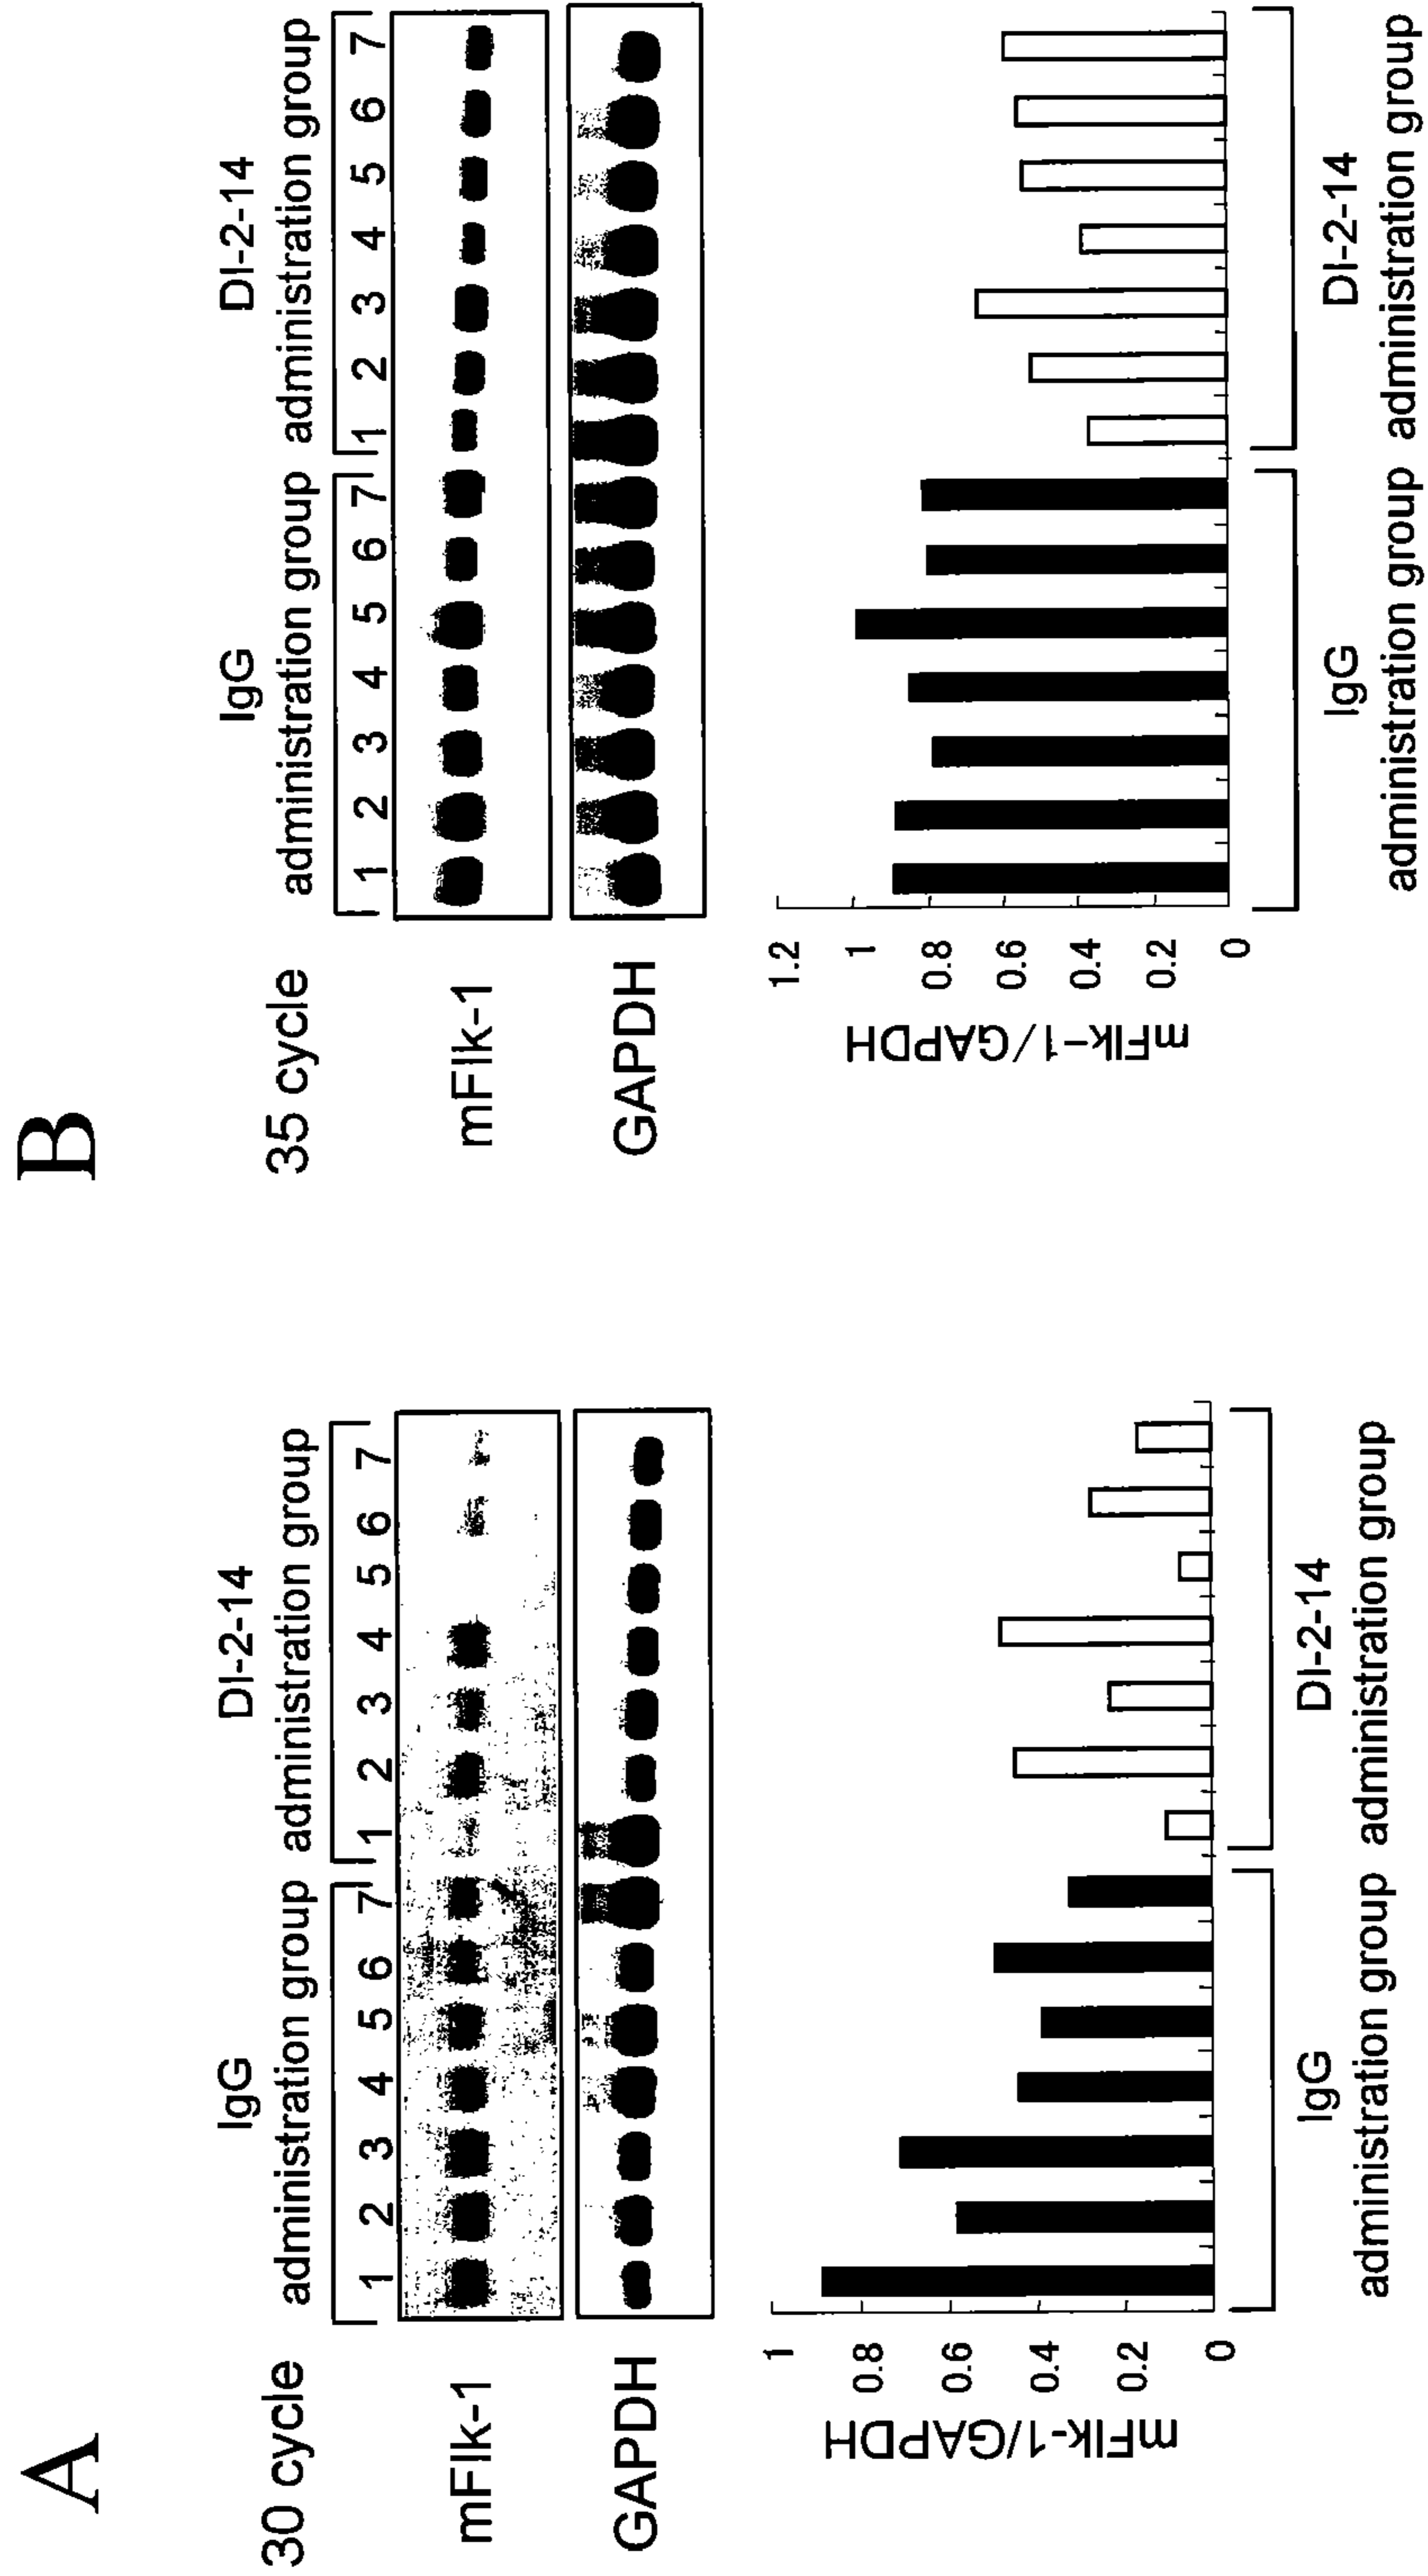 A
30 cycle
IgG
DI-2-14
administration group administration group
1 2 3 4 5 6 7 1 2 3 4 5 6 7
mFlk-1
GAPDH
mFlk-1/GAPDH
1
0.8
0.6
0.4
0.2
0
IgG
DI-2-14
administration group administration group
B
35 cycle
IgG
DI-2-14
administration group administration group
1 2 3 4 5 6 7 1 2 3 4 5 6 7
mFlk-1
GAPDH
mFlk-1/GAPDH
1.2
1
0.8
0.6
0.4
0.2
0
IgG
DI-2-14
administration group administration group